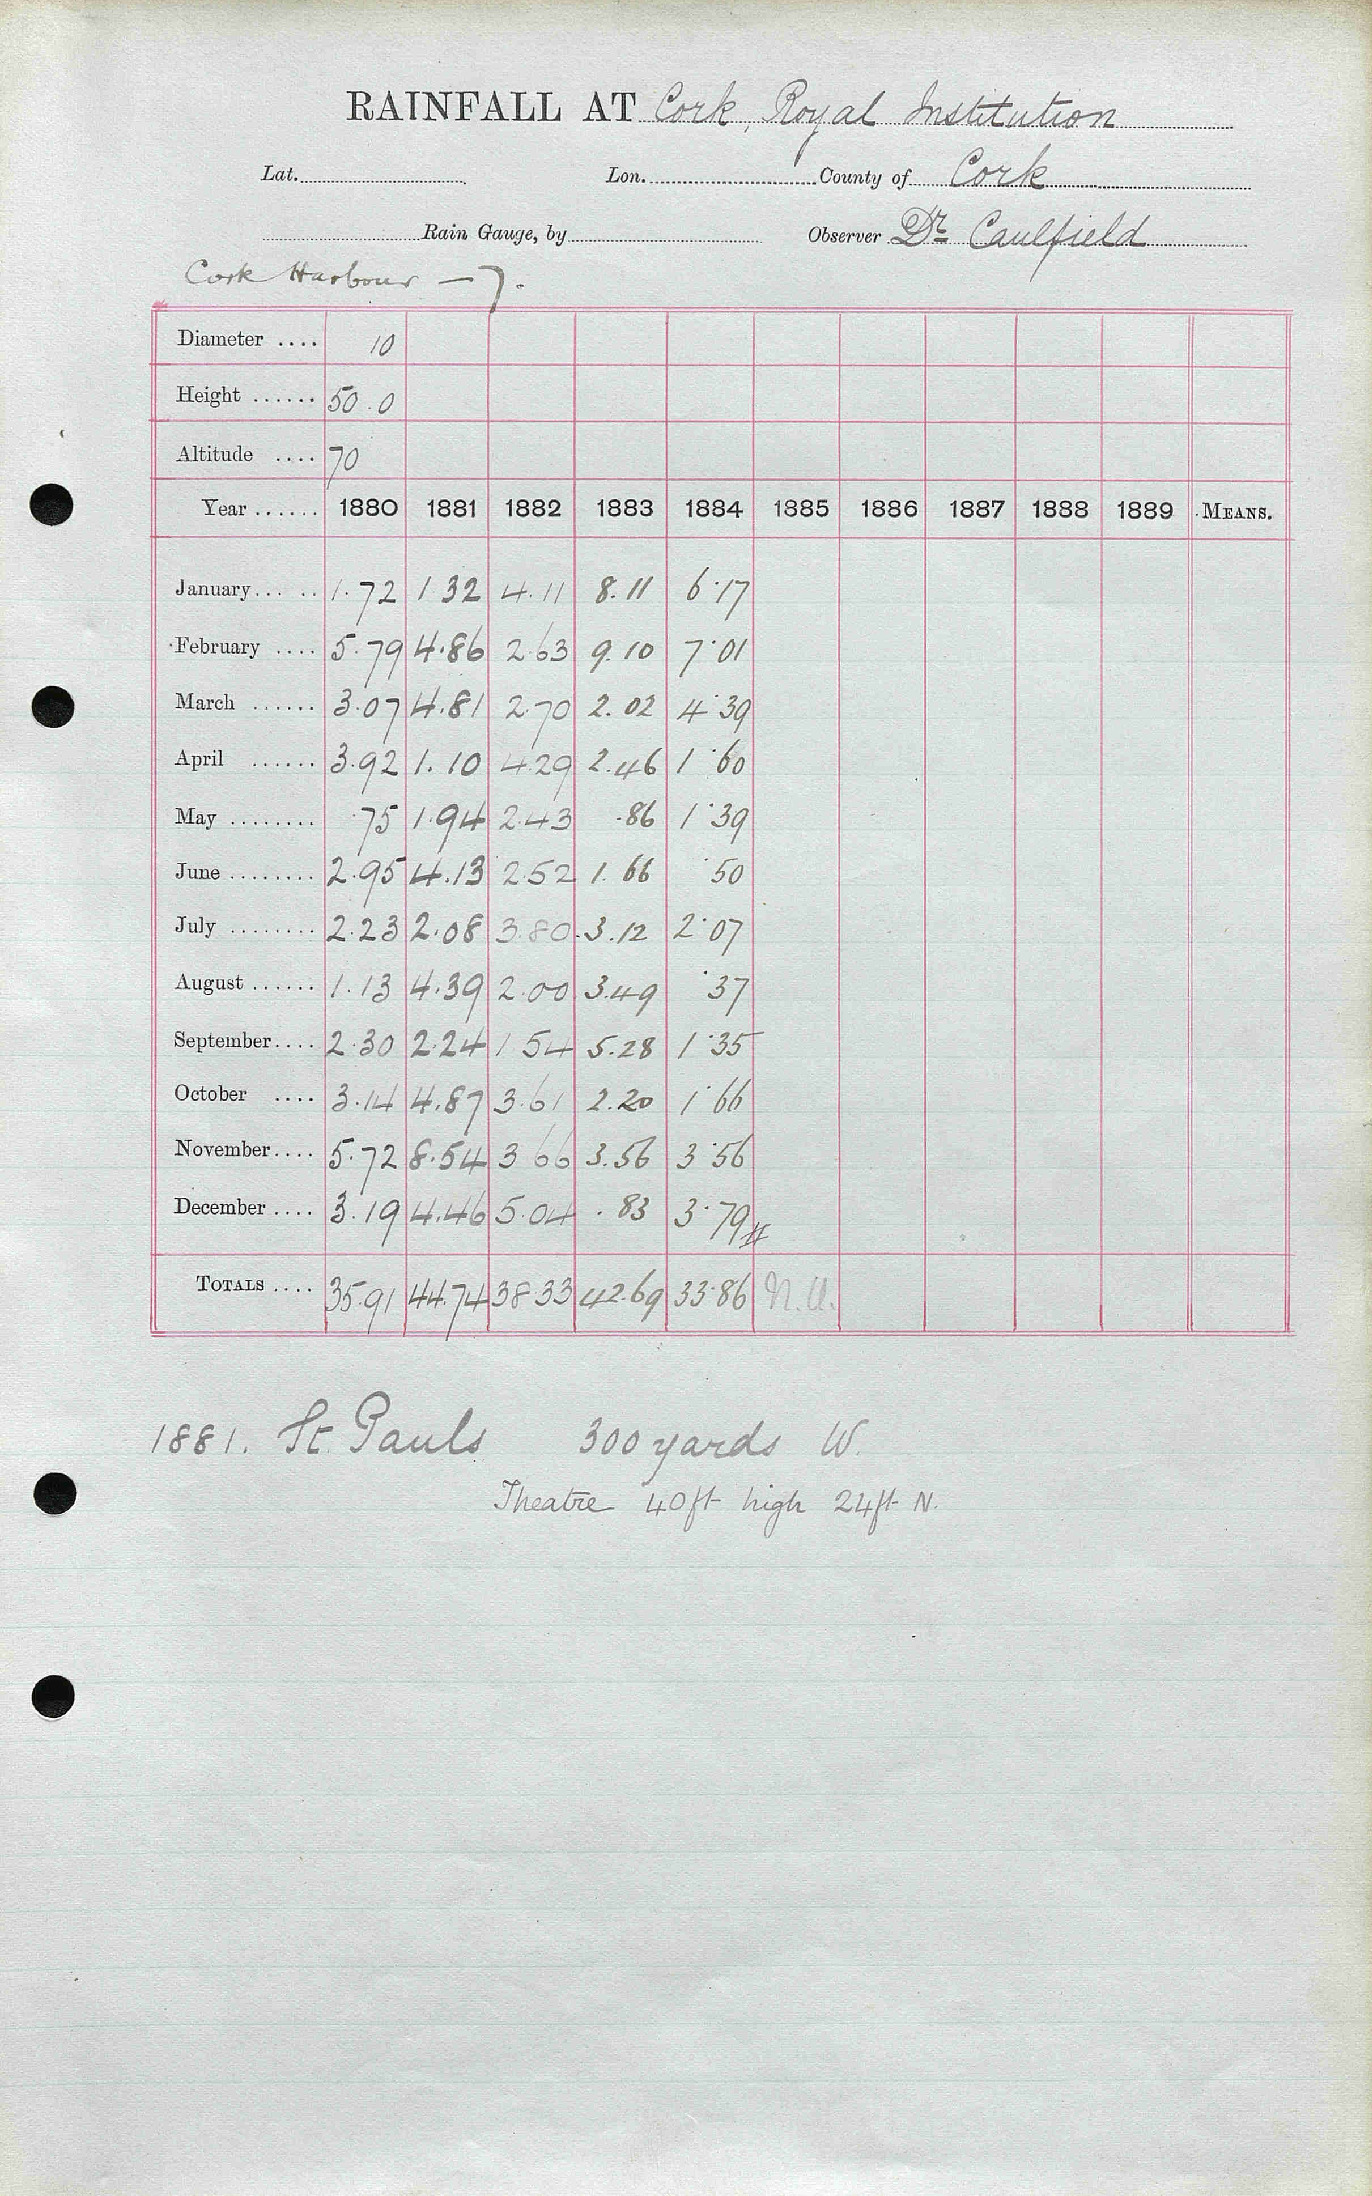 RAINFALL AT Cork, Royal Institution
Lat. Lon. County of Cork
Rain Gauge, by Observer Dr. Caulfield
Cork Harbour — 7.
Diameter .... 10
Height ...... 50.0
Altitude .... 70
Year ...... 1880 1881 1882 1883 1884 1885 1886 1887 1888 1889 MEANS.
January... .. 1.72 1 32 4.11 8.11 6.17
February .... 5.79 4.86 2.63 9.10 7.01
March ...... 3.07 4.81 2.70 2.02 4.39
April ...... 3.92 1.10 4.29 2.46 1.60
May ........ .75 1.94 2.43 .86 1.39
June ........ 2.95 4.13 2.52 1.66 .50
July ........ 2.23 2.08 3.80 3.12 2.07
August ...... 1.13 4.39 2.00 3.49 .37
September.... 2.30 2.24 1 54 5.28 1.35
October .... 3.14 4.87 3.61 2.20 1.66
November.... 5.72 8.54 3 66 3.56 3.56
December .... 3.19 4.46 5.04 .83 3.79
TOTALS .... 35.91 44.74 38.33 42.69 33.86 N.U.
1881. St. Pauls 300 yards W.
Theatre 40ft high 24ft N.